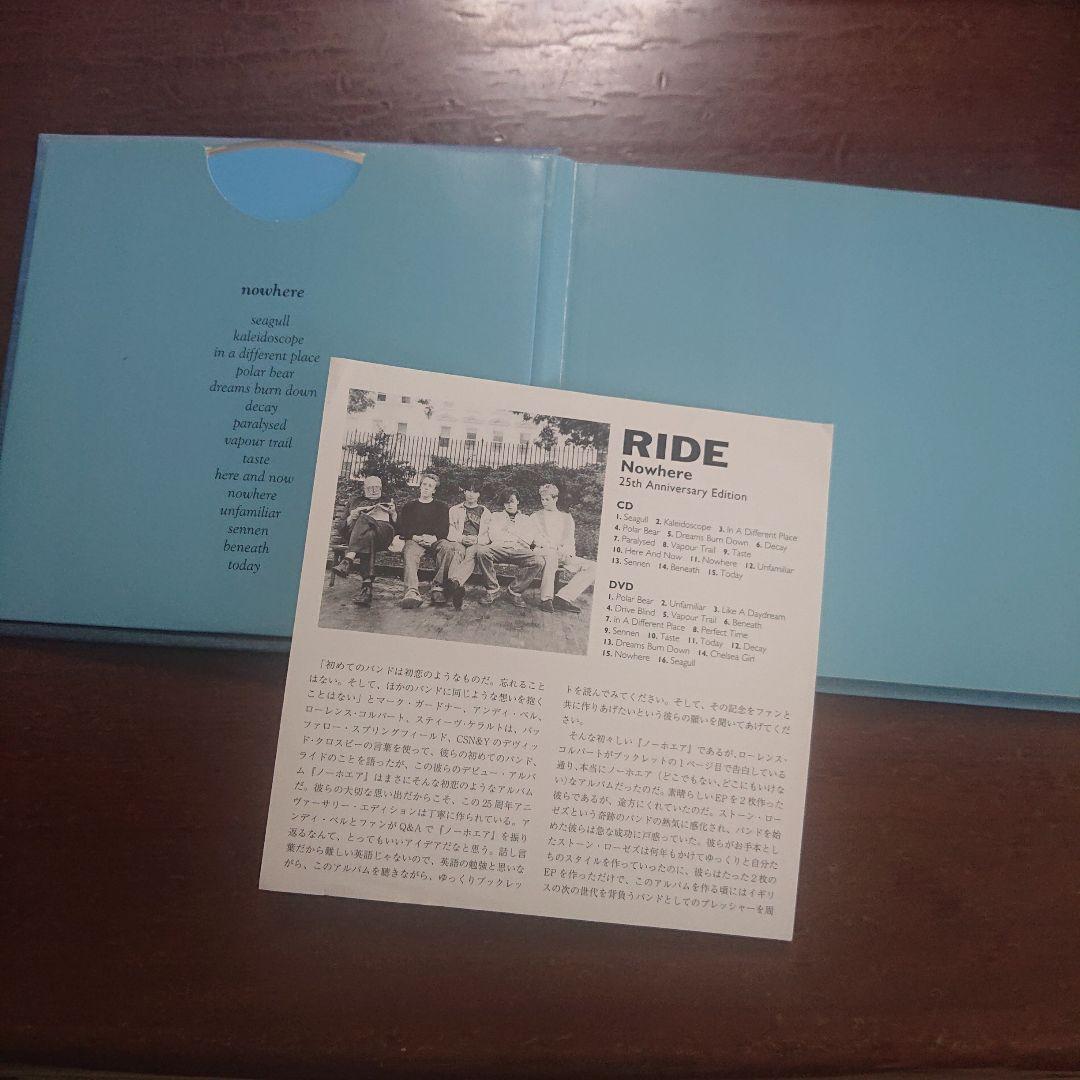 nowhere
seagull
kaleidoscope
in a different place
polar bear
dreams burn down
decay
paralysed
vapour trail
taste
here and now
nowhere
unfamiliar
sennen
beneath
today
RIDE
Nowhere
25th Anniversary Edition
CD
1. Seagull 2. Kaleidoscope 3. In A Different Place
4. Polar Bear 5. Dreams Burn Down 6. Decay
7. Paralysed 8. Vapour Trail 9. Taste
10. Here And Now 11. Nowhere 12. Unfamiliar
13. Sennen 14. Beneath 15. Today
DVD
1. Polar Bear 2. Unfamiliar 3. Like A Daydream
4. Drive Blind 5. Vapour Trail 6. Beneath
7. in A Different Place 8. Perfect Time
9. Sennen 10. Taste 11. Today 12. Decay
13. Dreams Burn Down 14. Chelsea Girl
15. Nowhere 16. Seagull
「初めてのバンドは初恋のようなものだ。忘れること
はない。そして、ほかのバンドに同じような想いを抱く
ことはない」とマーク・ガードナー、アンディ・ベル、
ローレンス・コルバート、スティーヴ・ケラルトは、バッ
ファロー・スプリングフィールド、CSN&Yのデヴィッ
ド・クロスビーの言葉を使って、彼らの初めてのバンド、
ライドのことを語ったが、この彼らのデビュー・アルバ
ム『ノーホエア』はまさにそんな初恋のようなアルバム
だ。彼らの大切な思い出だからこそ、この25周年アニ
ヴァーサリー・エディションは丁寧に作られている。ア
ンディ・ベルとファンがQ&Aで『ノーホエア』を振り
返るなんて、とってもいいアイデアだなと思う。話し言
葉だから難しい英語じゃないので、英語の勉強と思いな
がら、このアルバムを聴きながら、ゆっくりブックレッ
トを読んでみてください。そして、その記念をファンと
共に作りあげたいという彼らの願いを聞いてあげてくだ
さい。
そんな初々しい『ノーホエア』であるが、ローレンス・
コルバートがブックレットの1ページ目で告白している
通り、本当にノーホエア（どこでもない、どこにもいけな
い）なアルバムだったのだ。素晴らしいEPを2枚作った
彼らであるが、途方にくれていたのだ。ストーン・ロー
ゼズという奇跡のバンドの熱気に感化され、バンドを始
めた彼らは急な成功に戸惑っていた。彼らがお手本とし
たストーン・ローゼズは何年もかけてゆっくりと自分た
ちのスタイルを作っていったのに、彼らはたった2枚の
EPを作っただけで、このアルバムを作る頃にはイギリ
スの次の世代を背負うバンドとしてのプレッシャーを周